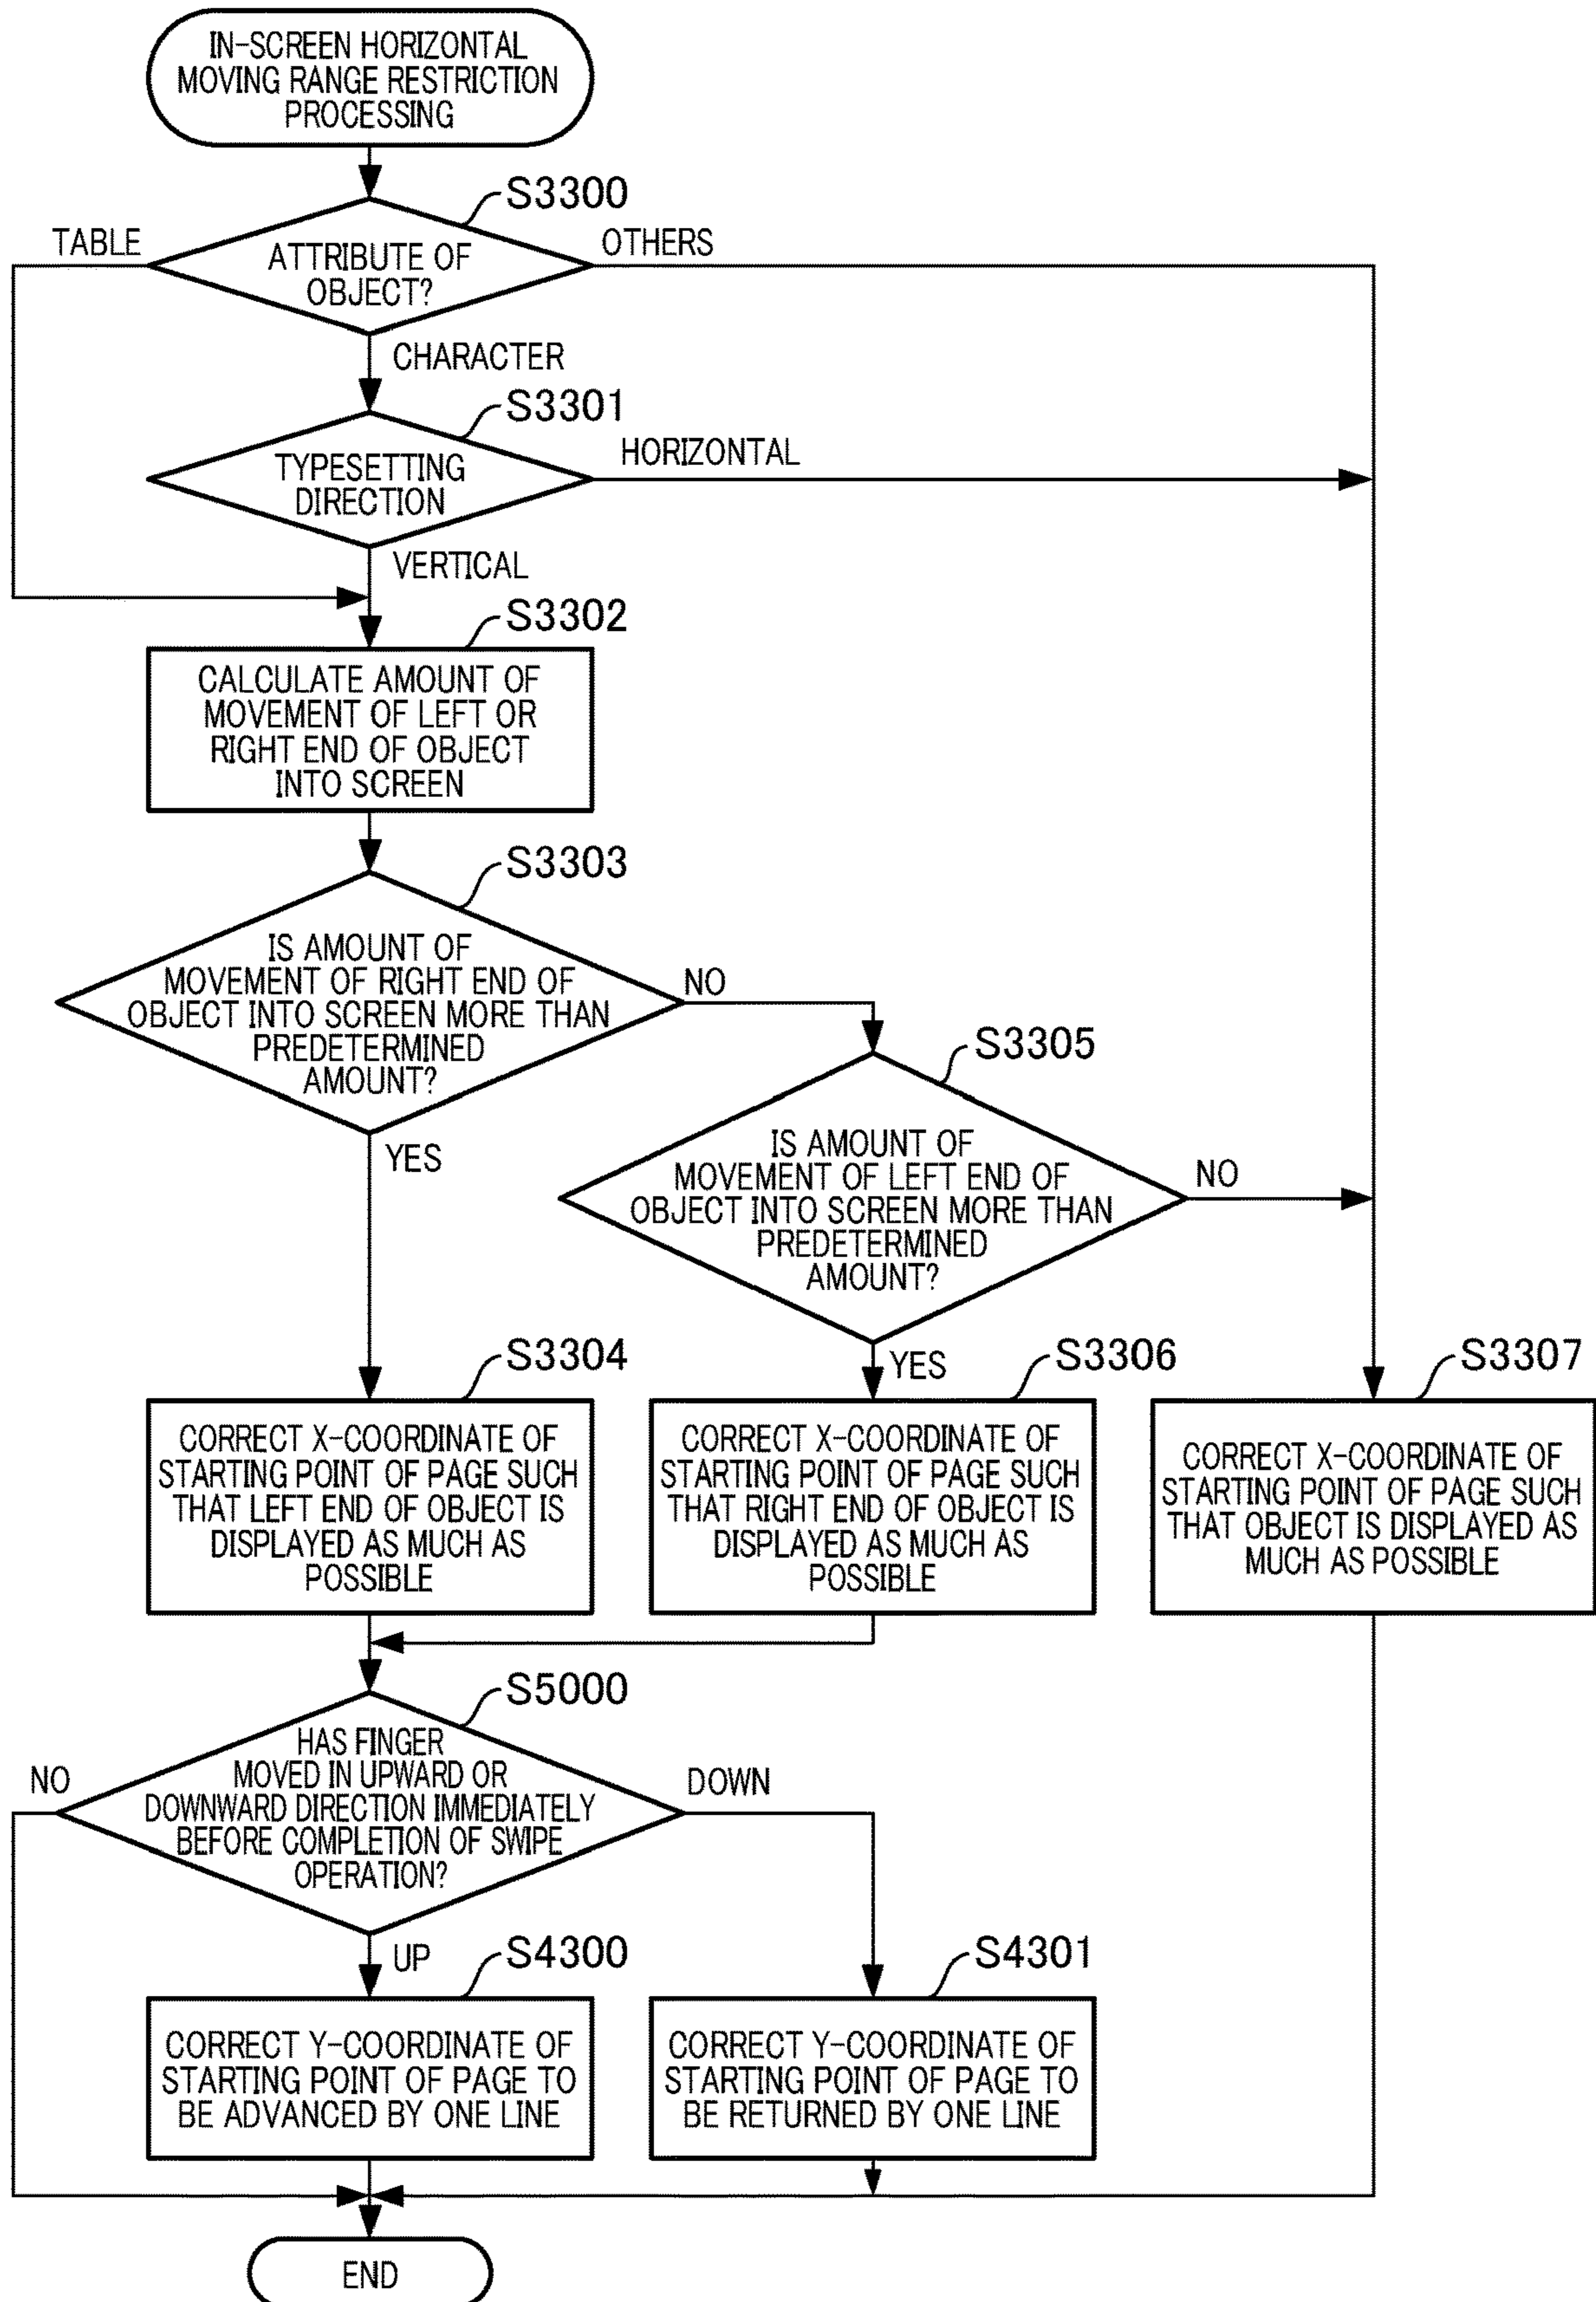 IN-SCREEN HORIZONTAL
MOVING RANGE RESTRICTION
PROCESSING
S3300
TABLE
OTHERS
ATTRIBUTE OF
OBJECT?
CHARACTER
S3301
HORIZONTAL
TYPESETTING
DIRECTION
VERTICAL
S3302
CALCULATE AMOUNT OF
MOVEMENT OF LEFT OR
RIGHT END OF OBJECT
INTO SCREEN
S3303
IS AMOUNT OF
MOVEMENT OF RIGHT END OF
OBJECT INTO SCREEN MORE THAN
PREDETERMINED
AMOUNT?
NO
YES
S3305
IS AMOUNT OF
MOVEMENT OF LEFT END OF
OBJECT INTO SCREEN MORE THAN
PREDETERMINED
AMOUNT?
NO
YES
S3304
CORRECT X-COORDINATE OF
STARTING POINT OF PAGE SUCH
THAT LEFT END OF OBJECT IS
DISPLAYED AS MUCH AS
POSSIBLE
S3306
CORRECT X-COORDINATE OF
STARTING POINT OF PAGE SUCH
THAT RIGHT END OF OBJECT IS
DISPLAYED AS MUCH AS
POSSIBLE
S3307
CORRECT X-COORDINATE OF
STARTING POINT OF PAGE SUCH
THAT OBJECT IS DISPLAYED AS
MUCH AS POSSIBLE
S5000
HAS FINGER
MOVED IN UPWARD OR
DOWNWARD DIRECTION IMMEDIATELY
BEFORE COMPLETION OF SWIPE
OPERATION?
NO
DOWN
UP
S4300
CORRECT Y-COORDINATE OF
STARTING POINT OF PAGE TO
BE ADVANCED BY ONE LINE
S4301
CORRECT Y-COORDINATE OF
STARTING POINT OF PAGE TO
BE RETURNED BY ONE LINE
END